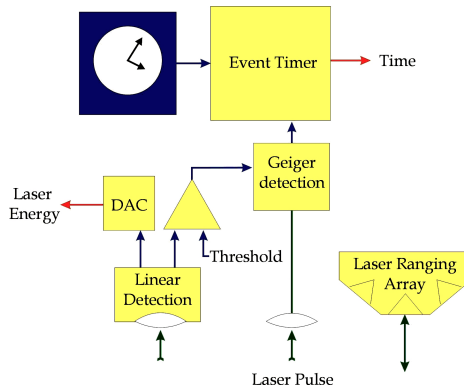 Event Timer
Time
Geiger
detection
Laser
Energy
DAC
Threshold
Linear
Detection
Laser Ranging
Array
Laser Pulse